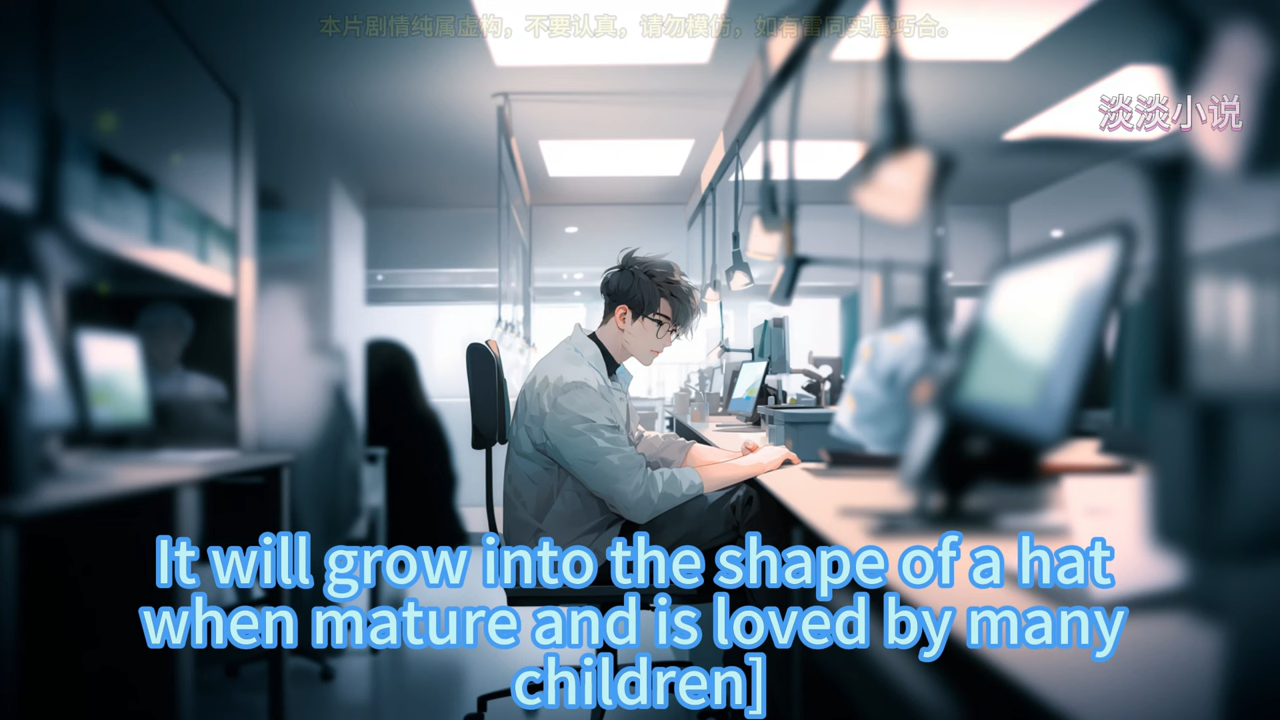 本片剧情纯属虚构，不要认真，请勿模仿，如有雷同实属巧合。
淡淡小说
It will grow into the shape of a hat
when mature and is loved by many
children]